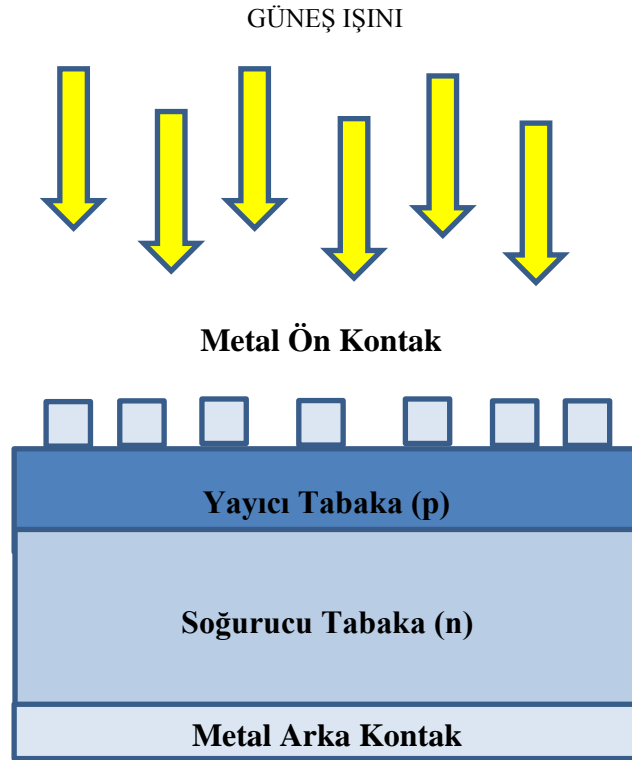 GÜNEŞ IŞINI
Metal Ön Kontak
Yayıcı Tabaka (p)
Soğurucu Tabaka (n)
Metal Arka Kontak